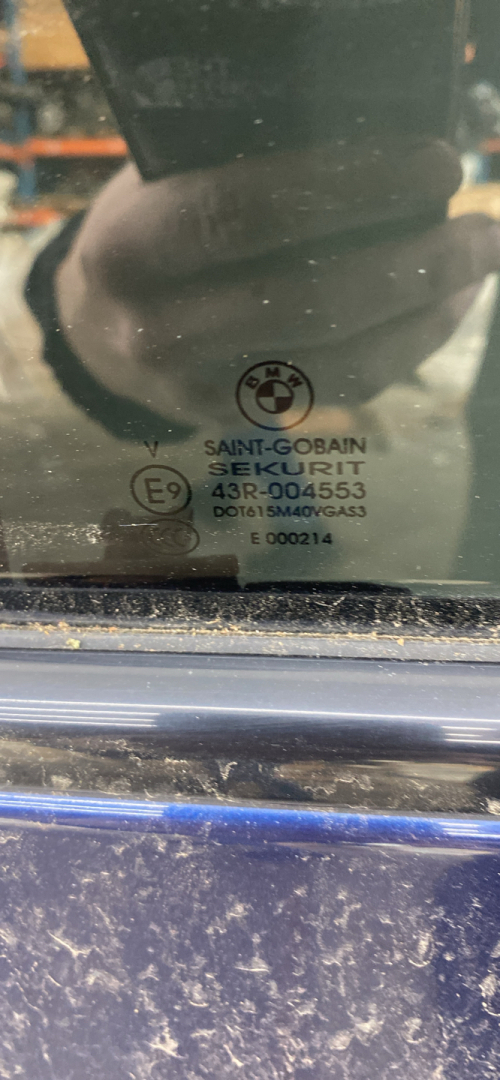 BMW
V
SAINT-GOBAIN
SEKURIT
E9
43R-004553
DOT615M40VGAS3
E 000214